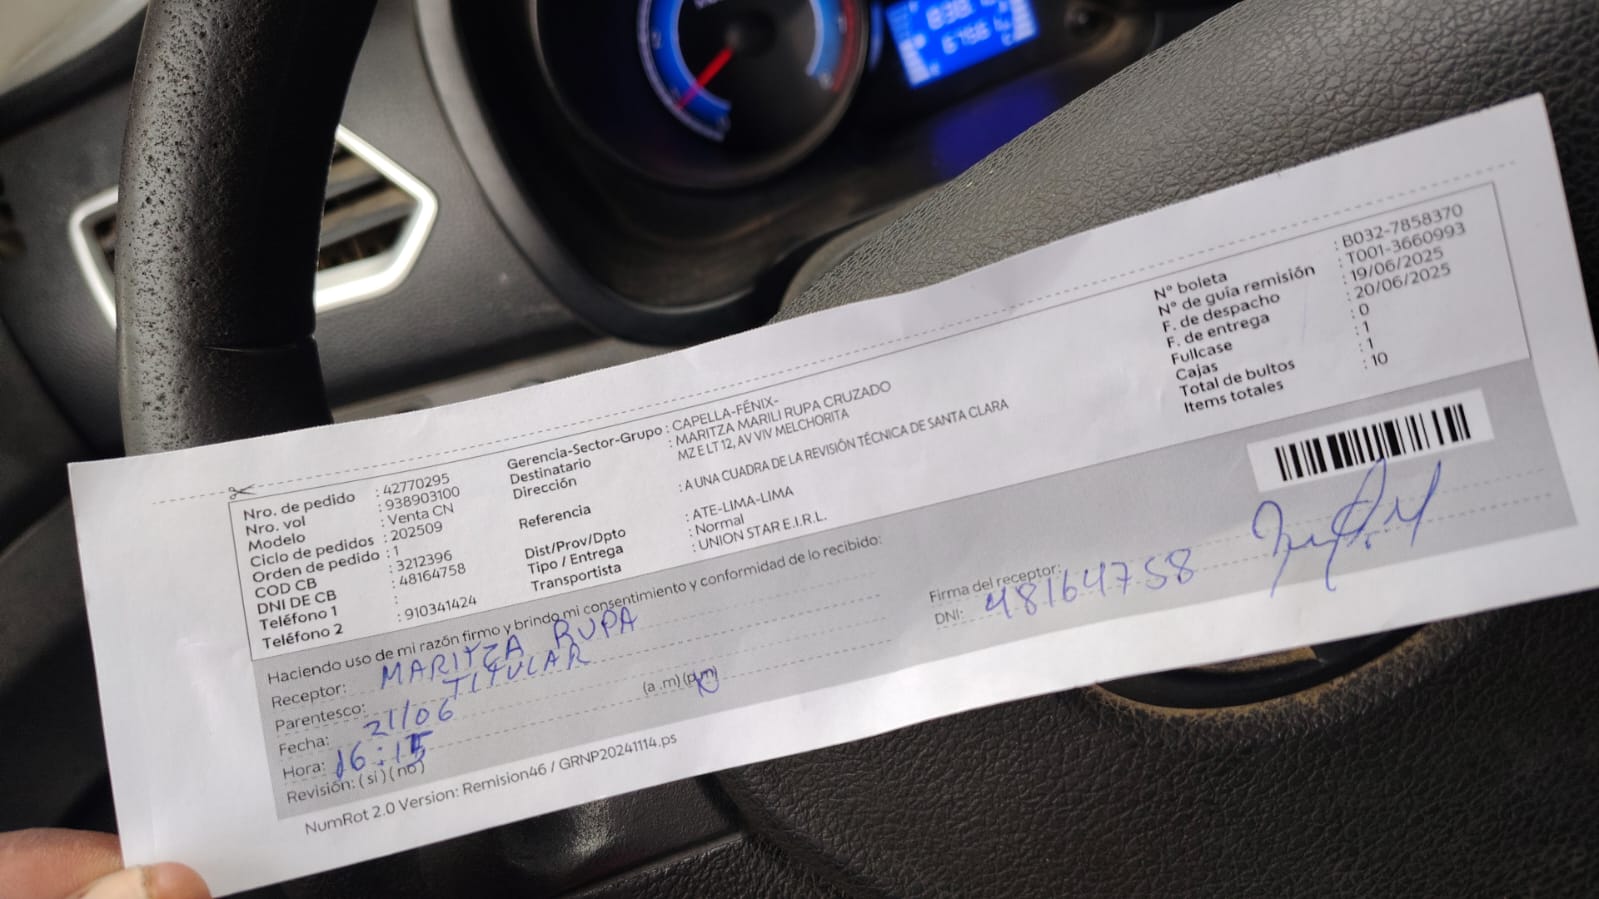 Nro. de pedido : 42770295
Nro. vol : 938903100
Modelo : Venta CN
Ciclo de pedidos : 202509
Orden de pedido : 1
COD CB : 3212396
DNI DE CB : 48164758
Teléfono 1 :
Teléfono 2 : 910341424
Gerencia-Sector-Grupo : CAPELLA-FÉNIX-
Destinatario : MARITZA MARILI RUPA CRUZADO
Dirección MZ E LT 12, AV VIV MELCHORITA
Referencia : A UNA CUADRA DE LA REVISIÓN TÉCNICA DE SANTA CLARA
Dist/Prov/Dpto : ATE-LIMA-LIMA
Tipo / Entrega : Normal
Transportista : UNION STAR E.I.R.L.
N° boleta : B032-7858370
N° de guía remisión : T001-3660993
F. de despacho : 19/06/2025
F. de entrega : 20/06/2025
Fullcase : 0
Cajas : 1
Total de bultos : 1
Items totales : 10
Haciendo uso de mi razón firmo y brindo mi consentimiento y conformidad de lo recibido:
Receptor: MARITZA RUPA
Parentesco: TITULAR
Fecha: 21/06
Hora: 16:15 (a .m) (p.m)
Revisión: ( si ) ( no )
Firma del receptor:
DNI: 48164758
NumRot 2.0 Version: Remision46 / GRNP20241114.ps